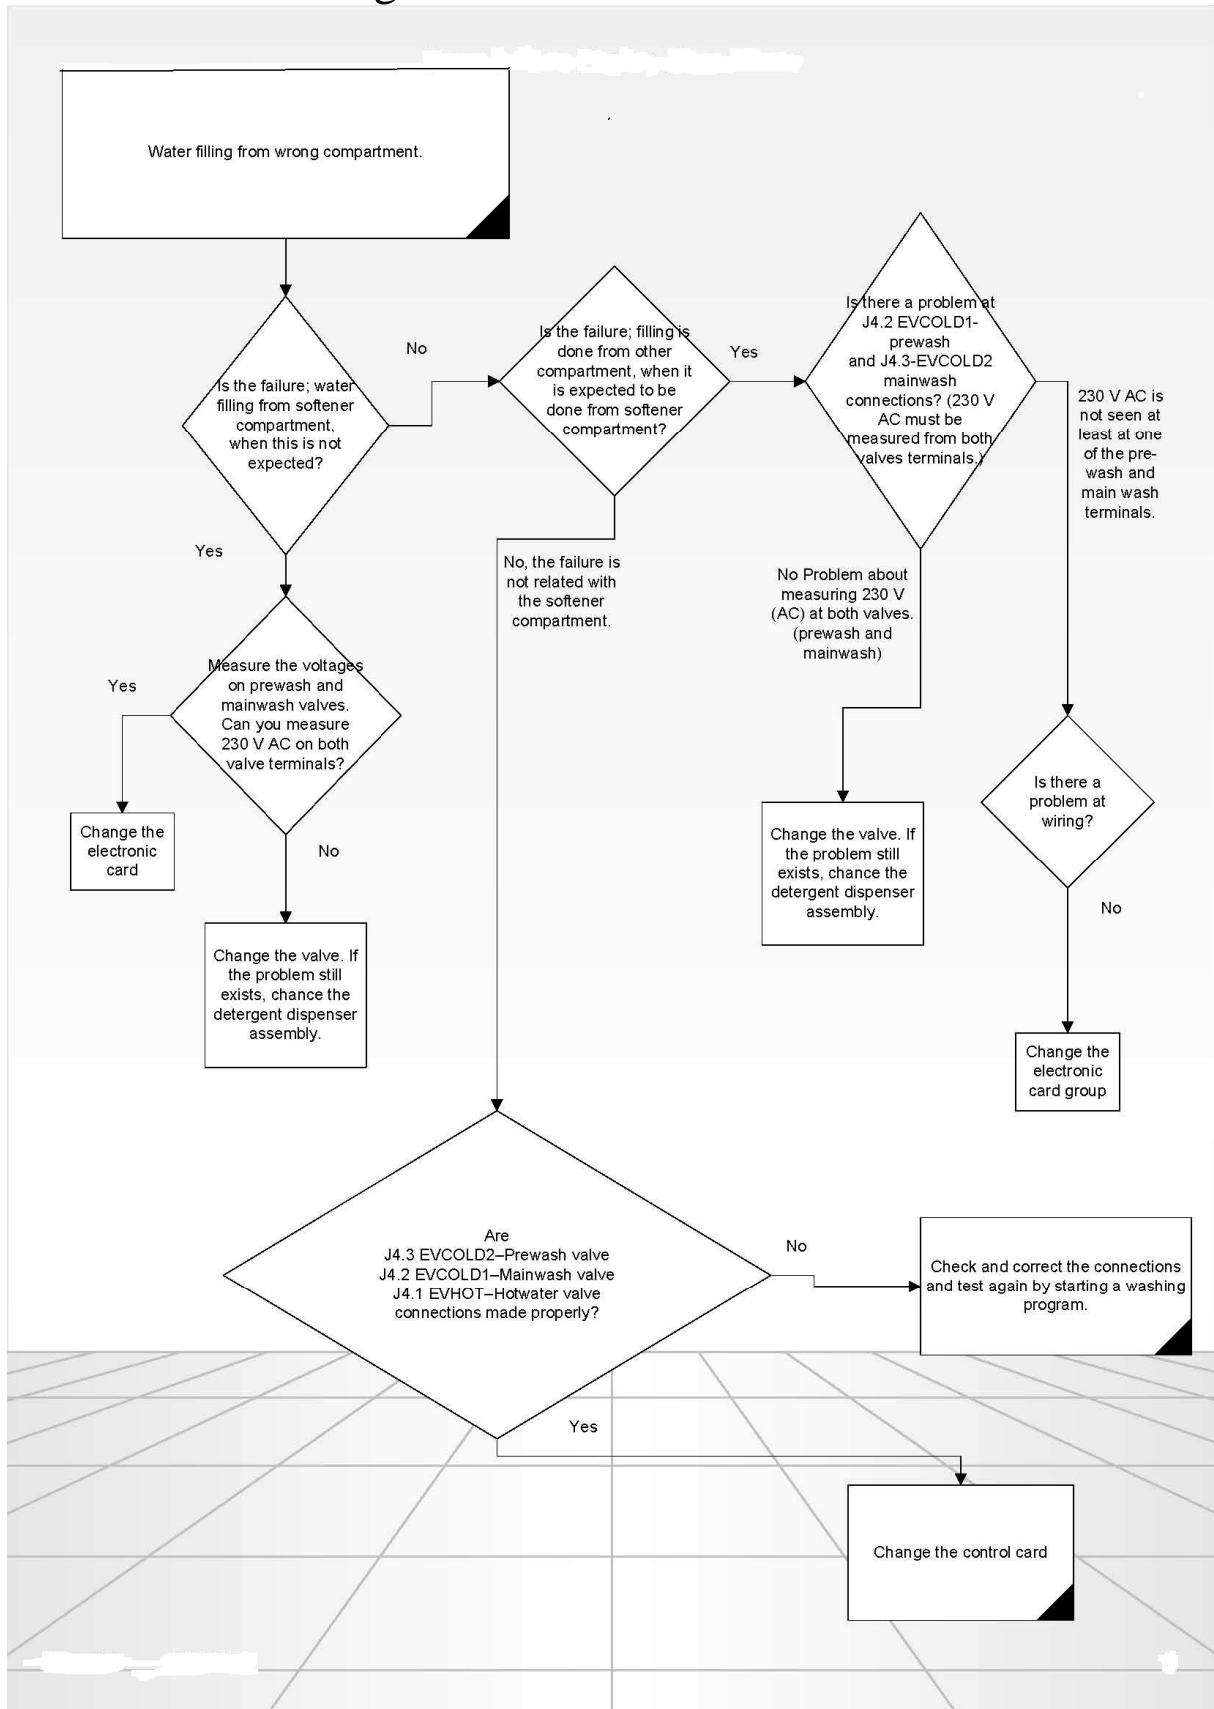 Water filling from wrong compartment.
Is the failure; water
filling from softener
compartment,
when this is not
expected?
No
Yes
Is the failure; filling is
done from other
compartment, when it
is expected to be
done from softener
compartment?
Yes
No, the failure is
not related with
the softener
compartment.
Is there a problem at
J4.2 EVCOLD1-
prewash
and J4.3-EVCOLD2
mainwash
connections? (230 V
AC must be
measured from both
valves terminals.)
230 V AC is
not seen at
least at one
of the pre-
wash and
main wash
terminals.
No Problem about
measuring 230 V
(AC) at both valves.
(prewash and
mainwash)
Measure the voltages
on prewash and
mainwash valves.
Can you measure
230 V AC on both
valve terminals?
Yes
No
Change the
electronic
card
Change the valve. If
the problem still
exists, chance the
detergent dispenser
assembly.
Change the valve. If
the problem still
exists, chance the
detergent dispenser
assembly.
Is there a
problem at
wiring?
No
Change the
electronic
card group
Are
J4.3 EVCOLD2–Prewash valve
J4.2 EVCOLD1–Mainwash valve
J4.1 EVHOT–Hotwater valve
connections made properly?
No
Check and correct the connections
and test again by starting a washing
program.
Yes
Change the control card